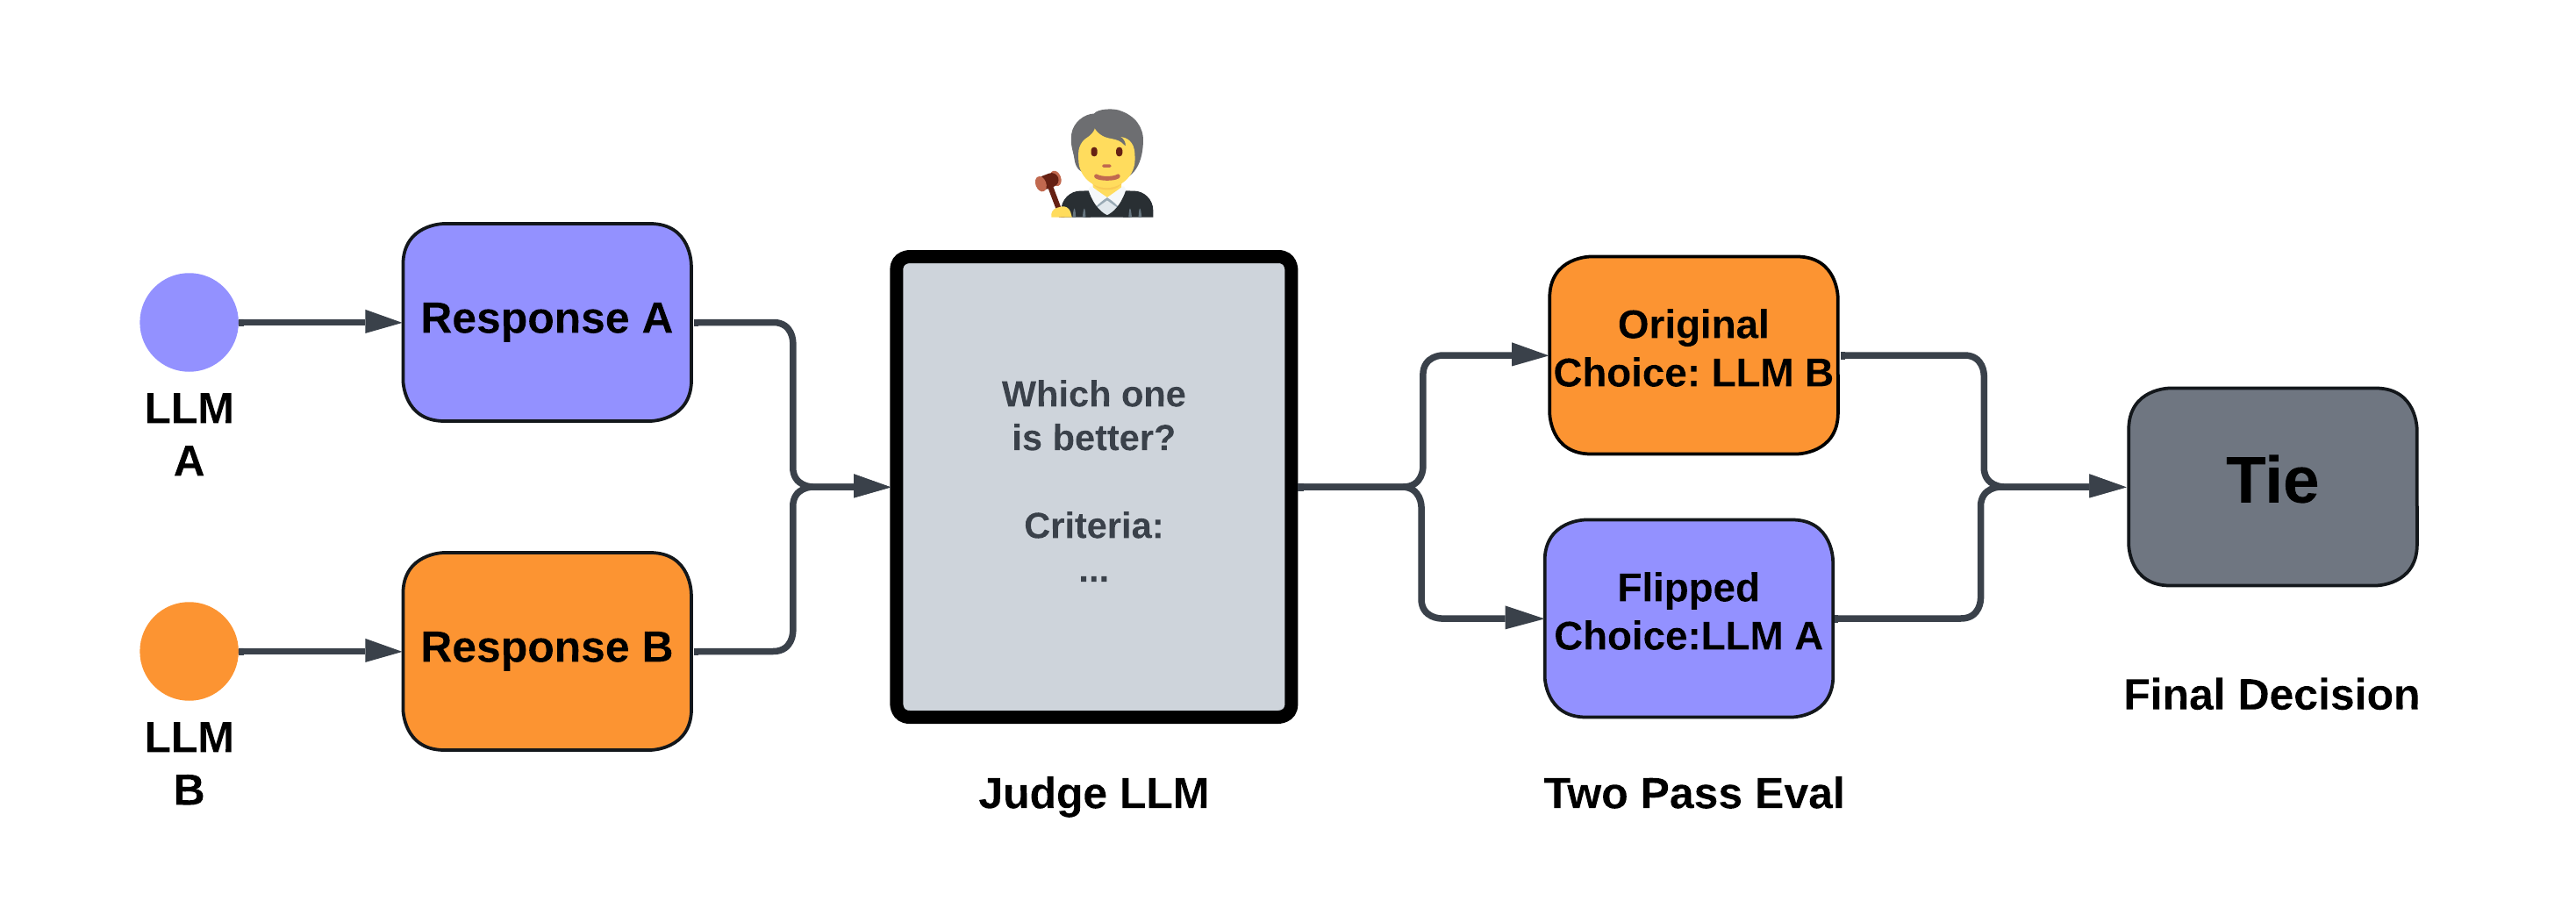 LLM
A
Response A
LLM
B
Response B
Which one
is better?
Criteria:
...
Judge LLM
Original
Choice: LLM B
Flipped
Choice:LLM A
Two Pass Eval
Tie
Final Decision